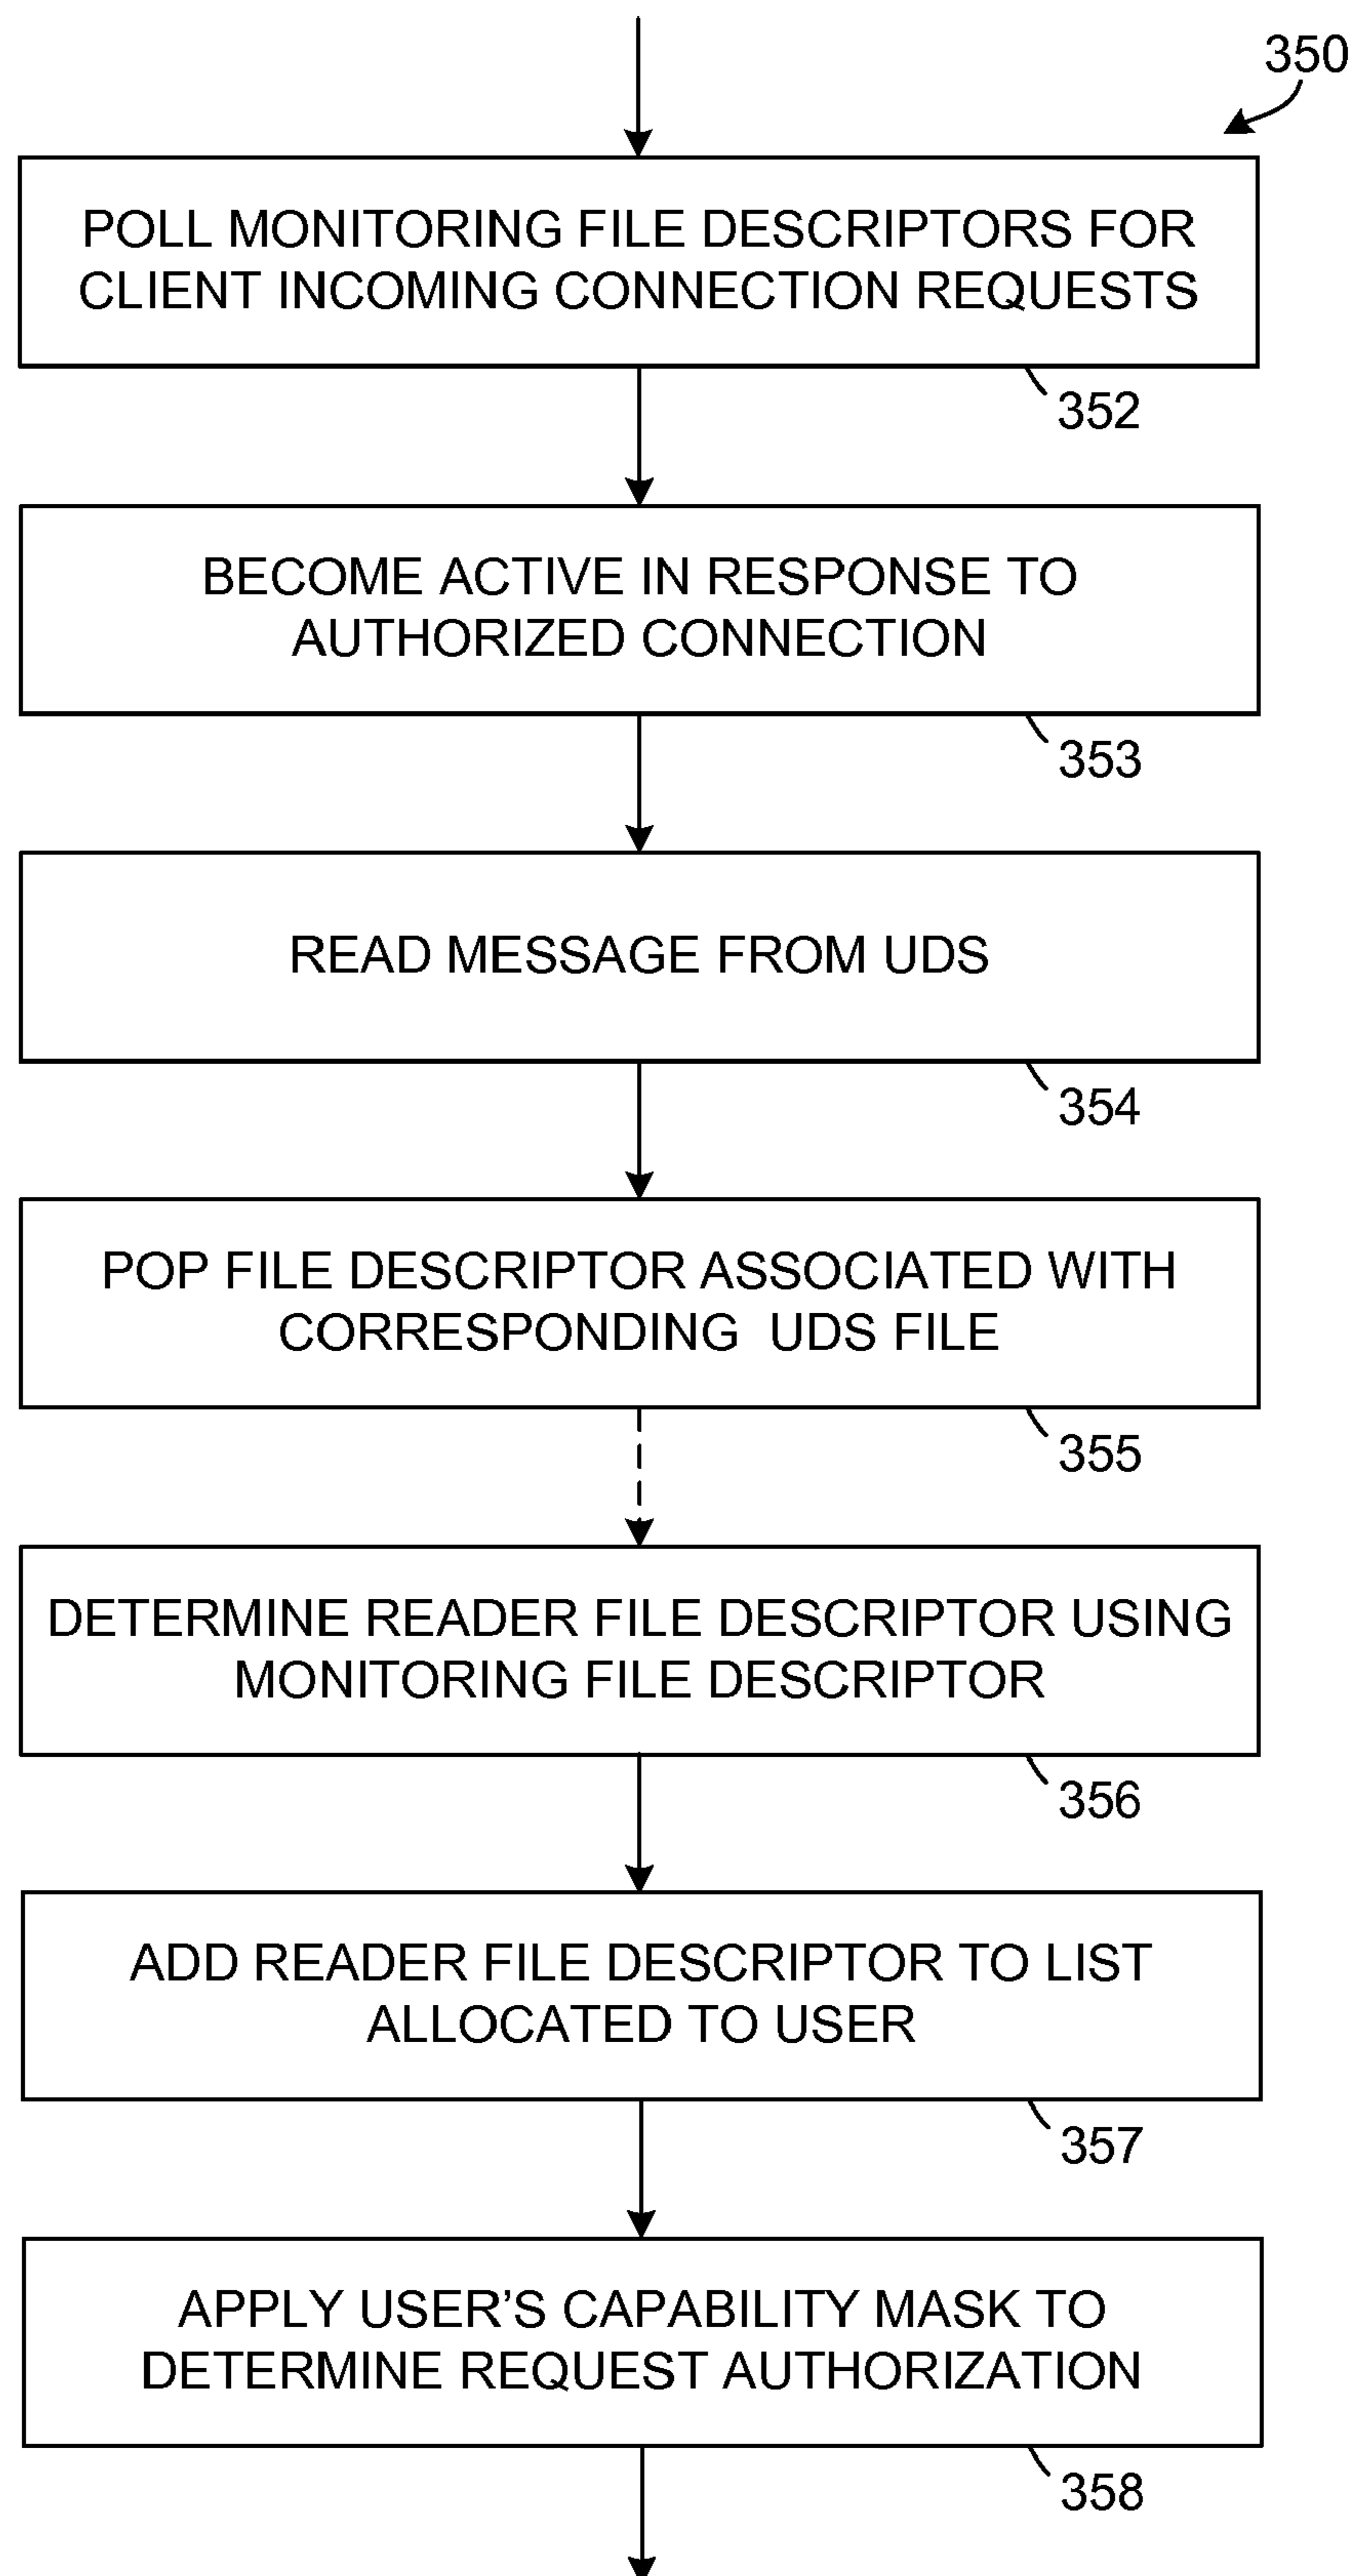 350
POLL MONITORING FILE DESCRIPTORS FOR
CLIENT INCOMING CONNECTION REQUESTS
352
BECOME ACTIVE IN RESPONSE TO
AUTHORIZED CONNECTION
353
READ MESSAGE FROM UDS
354
POP FILE DESCRIPTOR ASSOCIATED WITH
CORRESPONDING UDS FILE
355
DETERMINE READER FILE DESCRIPTOR USING
MONITORING FILE DESCRIPTOR
356
ADD READER FILE DESCRIPTOR TO LIST
ALLOCATED TO USER
357
APPLY USER’S CAPABILITY MASK TO
DETERMINE REQUEST AUTHORIZATION
358